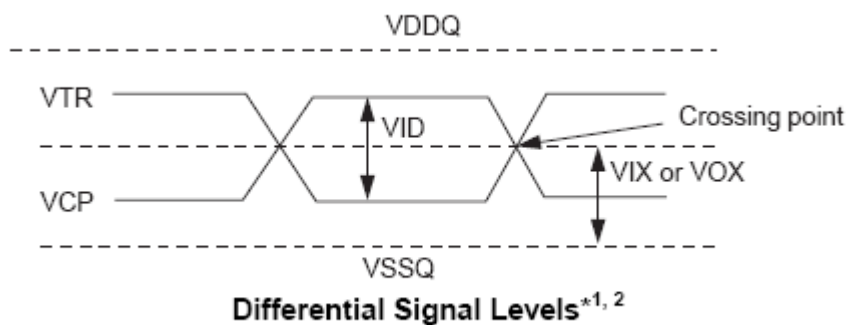 VDDQ
VTR
VID
Crossing point
VIX or VOX
VCP
VSSQ
Differential Signal Levels*1, 2